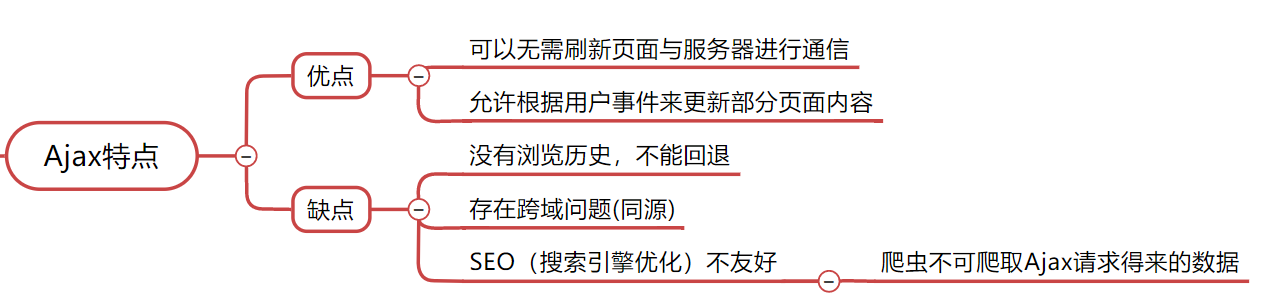 Ajax特点
优点
可以无需刷新页面与服务器进行通信
允许根据用户事件来更新部分页面内容
缺点
没有浏览历史，不能回退
存在跨域问题(同源)
SEO（搜索引擎优化）不友好
爬虫不可爬取Ajax请求得来的数据